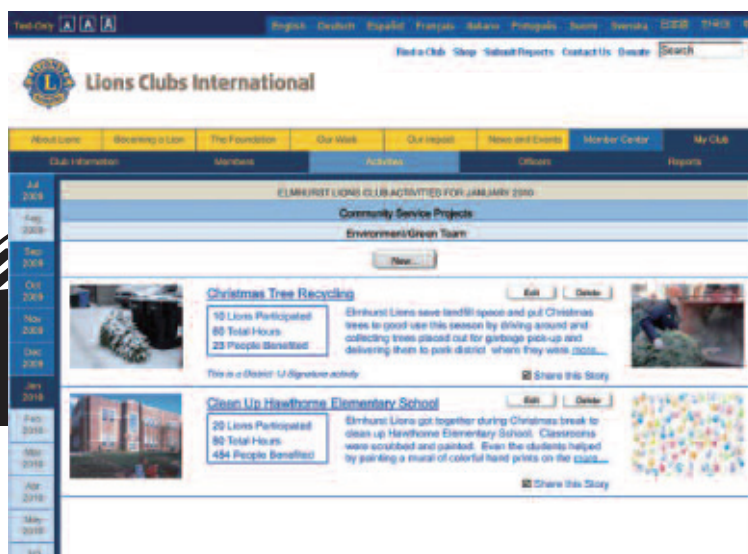 Text-Only A A A English Deutsch Español Français Italiano Português Suomi Svenska 日本語 한국어
Find a Club Shop Submit Reports Contact Us Donate Search
Lions Clubs International
About Lions Becoming a Lion The Foundation Our Work Our Impact News and Events Member Center My Club
Club Information Members Activities Officers Reports
ELMHURST LIONS CLUB ACTIVITIES FOR JANUARY 2010
Community Service Projects
Environment/Green Team
New...
Jul
2009
Sep
2009
Oct
2009
Nov
2009
Dec
2009
Jan
2010
Feb
2010
Mar
2010
Apr
2010
May
2010
Christmas Tree Recycling Edit Delete
10 Lions Participated
60 Total Hours
23 People Benefited
Elmhurst Lions save landfill space and put Christmas
trees to good use this season by driving around and
collecting trees placed out for garbage pick-up and
delivering them to park district where they were more...
This is a District 1J Signature activity
Share this Story
Clean Up Hawthorne Elementary School Edit Delete
20 Lions Participated
80 Total Hours
454 People Benefited
Elmhurst Lions got together during Christmas break to
clean up Hawthorne Elementary School. Classrooms
were scrubbed and painted. Even the students helped
by painting a mural of colorful hand prints on the more...
Share this Story